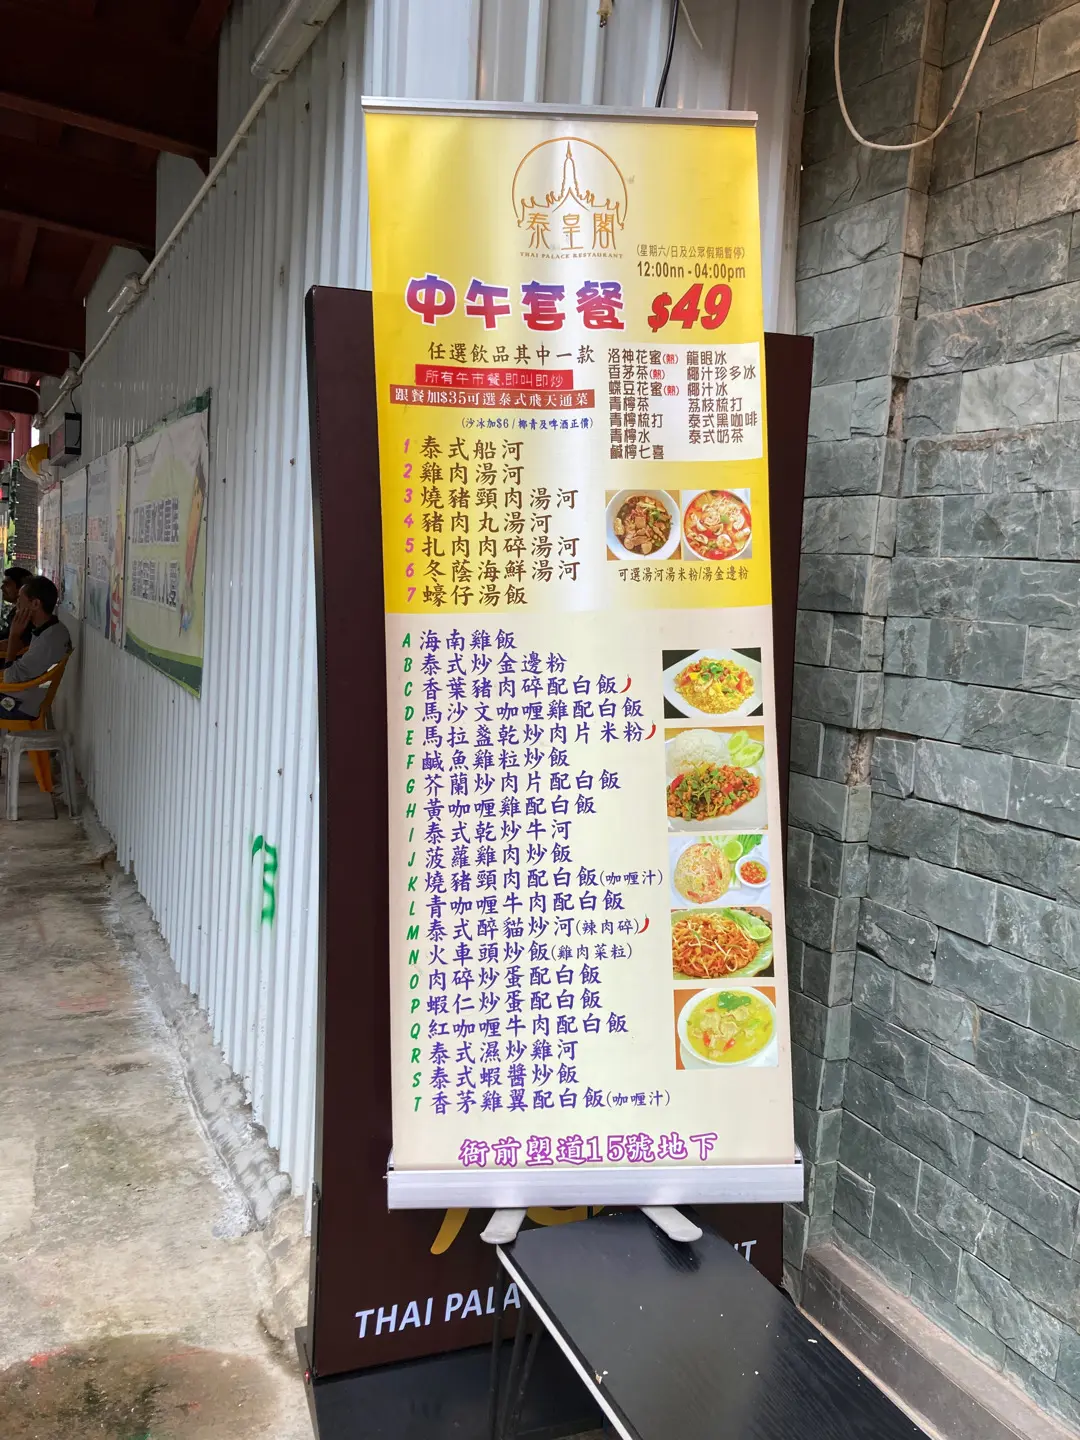 泰皇閣
THAI PALACE RESTAURANT
(星期六/日及公眾假期暫停)
12:00nn - 04:00pm
中午套餐 $49
任選飲品其中一款
所有午市餐,即叫即炒
跟餐加$35可選泰式飛天通菜
(沙冰加$6 / 椰青及啤酒正價)
洛神花蜜(熱) 龍眼冰
香茅茶(熱) 椰汁珍多冰
蝶豆花蜜(熱) 椰汁冰
青檸茶 荔枝梳打
青檸梳打 泰式黑咖啡
青檸水 泰式奶茶
鹹檸七喜
1 泰式船河
2 雞肉湯河
3 燒豬頸肉湯河
4 豬肉丸湯河
5 扎肉肉碎湯河
6 冬蔭海鮮湯河
7 蠔仔湯飯
可選湯河湯米粉/湯金邊粉
A 海南雞飯
B 泰式炒金邊粉
C 香葉豬肉碎配白飯
D 馬沙文咖喱雞配白飯
E 馬拉盞乾炒肉片米粉
F 鹹魚雞粒炒飯
G 芥蘭炒肉片配白飯
H 黃咖喱雞配白飯
I 泰式乾炒牛河
J 菠蘿雞肉炒飯
K 燒豬頸肉配白飯(咖喱汁)
L 青咖喱牛肉配白飯
M 泰式醉貓炒河(辣肉碎)
N 火車頭炒飯(雞肉菜粒)
O 肉碎炒蛋配白飯
P 蝦仁炒蛋配白飯
Q 紅咖喱牛肉配白飯
R 泰式濕炒雞河
S 泰式蝦醬炒飯
T 香茅雞翼配白飯(咖喱汁)
衙前塱道15號地下
THAI PALA